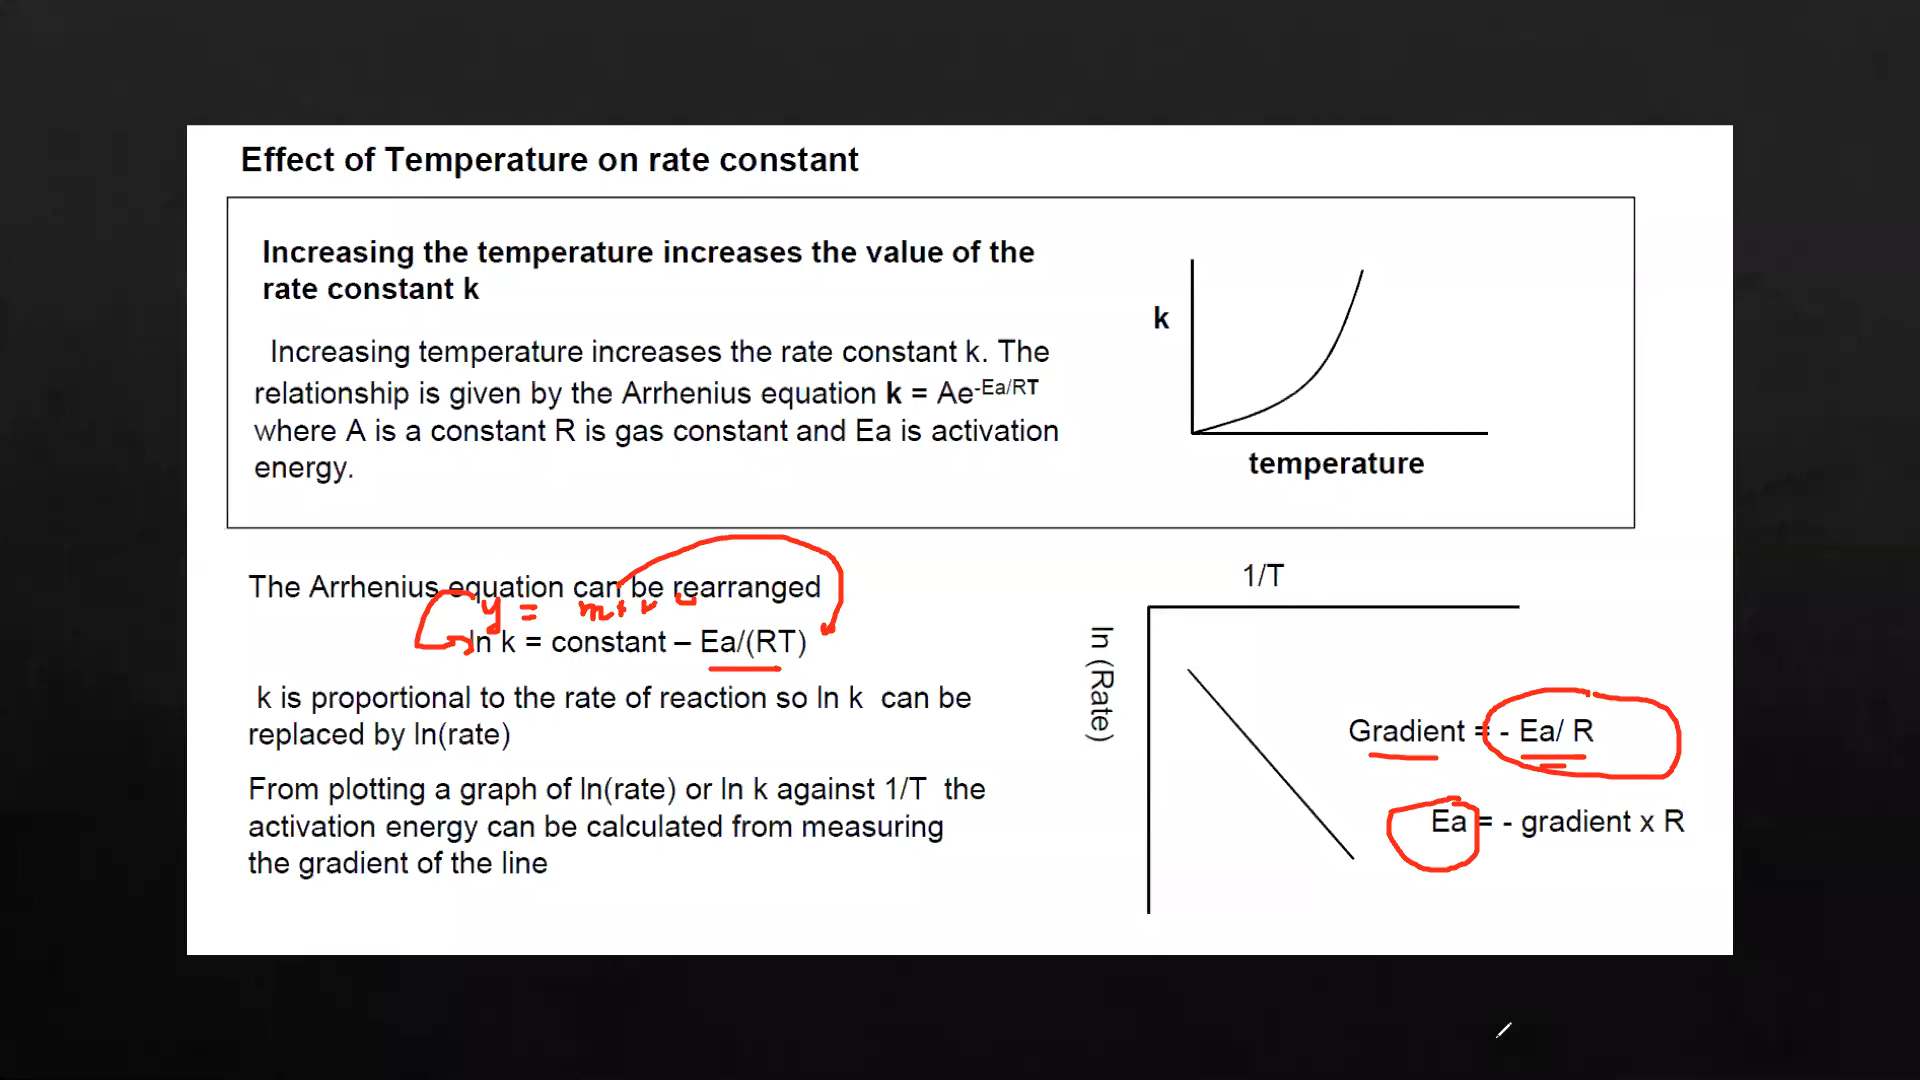 Effect of Temperature on rate constant
Increasing the temperature increases the value of the
rate constant k
Increasing temperature increases the rate constant k. The
relationship is given by the Arrhenius equation k = Ae-Ea/RT
where A is a constant R is gas constant and Ea is activation
energy.
k
temperature
The Arrhenius equation can be rearranged
y =
ln k = constant – Ea/(RT)
k is proportional to the rate of reaction so ln k can be
replaced by ln(rate)
From plotting a graph of ln(rate) or ln k against 1/T the
activation energy can be calculated from measuring
the gradient of the line
1/T
ln (Rate)
Gradient = - Ea/ R
Ea = - gradient x R